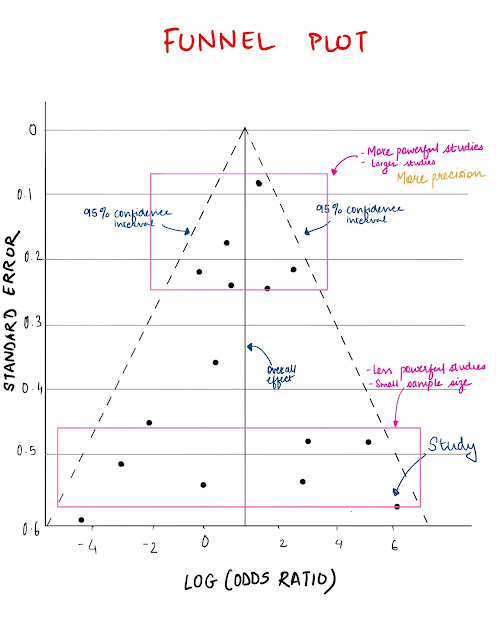 FUNNEL PLOT
0
- More powerful studies
- Larger studies
More precision
0.1
95% confidence
interval
95% confidence
interval
0.2
STANDARD ERROR
0.3
Overall
effect
- Less powerful studies
- Small sample size
0.4
Study
0.5
0.6
-4
-2
0
2
4
6
LOG (ODDS RATIO)